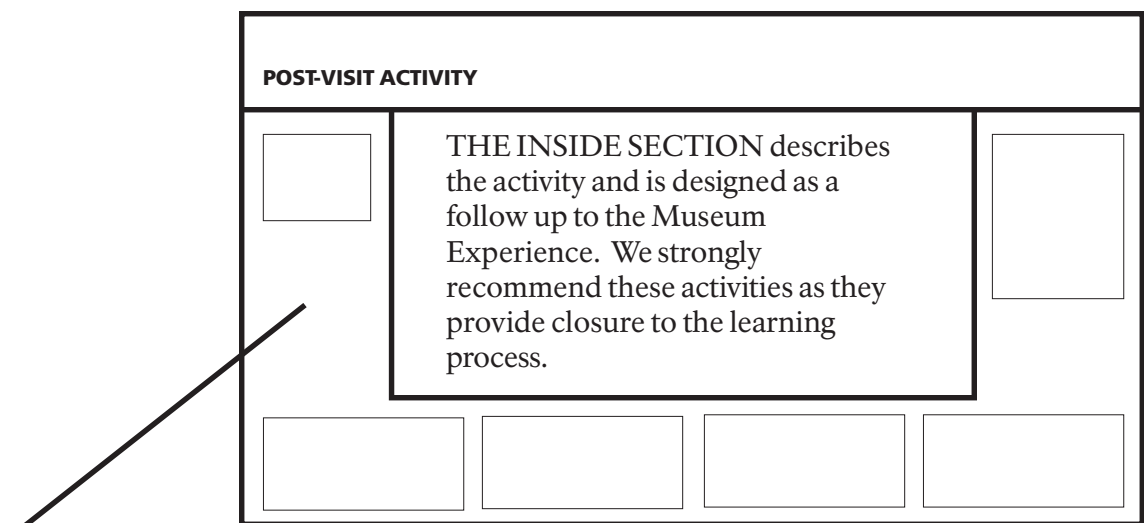 POST-VISIT ACTIVITY
THE INSIDE SECTION describes
the activity and is designed as a
follow up to the Museum
Experience.  We strongly
recommend these activities as they
provide closure to the learning
process.